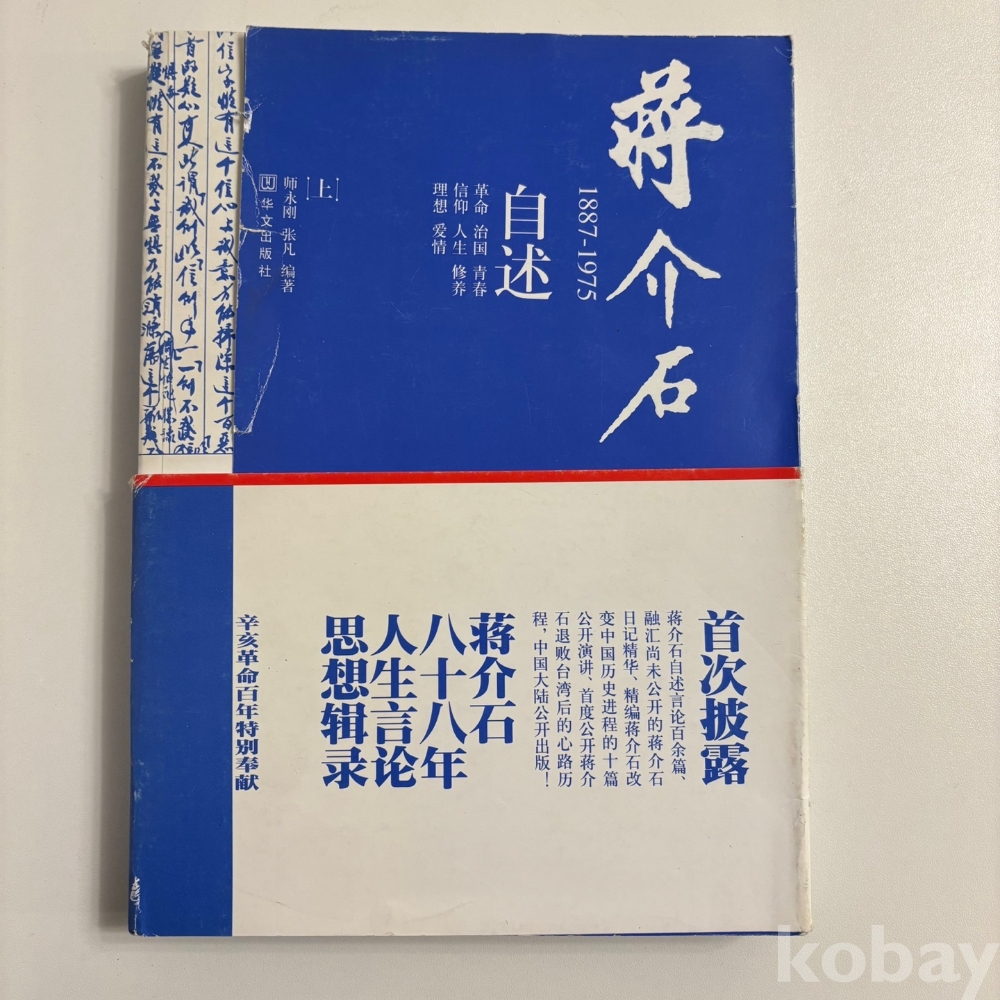 蒋介石
1887-1975
自述
革命 治国 青春
信仰 人生 修养
理想 爱情
上
师永刚 张凡 编著
华文出版社
首次披露
蒋介石自述言论百余篇、
融汇尚未公开的蒋介石
日记精华、精编蒋介石改
变中国历史进程的十篇
公开演讲、首度公开蒋介
石退败台湾后的心路历
程，中国大陆公开出版！
蒋介石
八十八年
人生言论
思想辑录
辛亥革命百年特别奉献
kobay